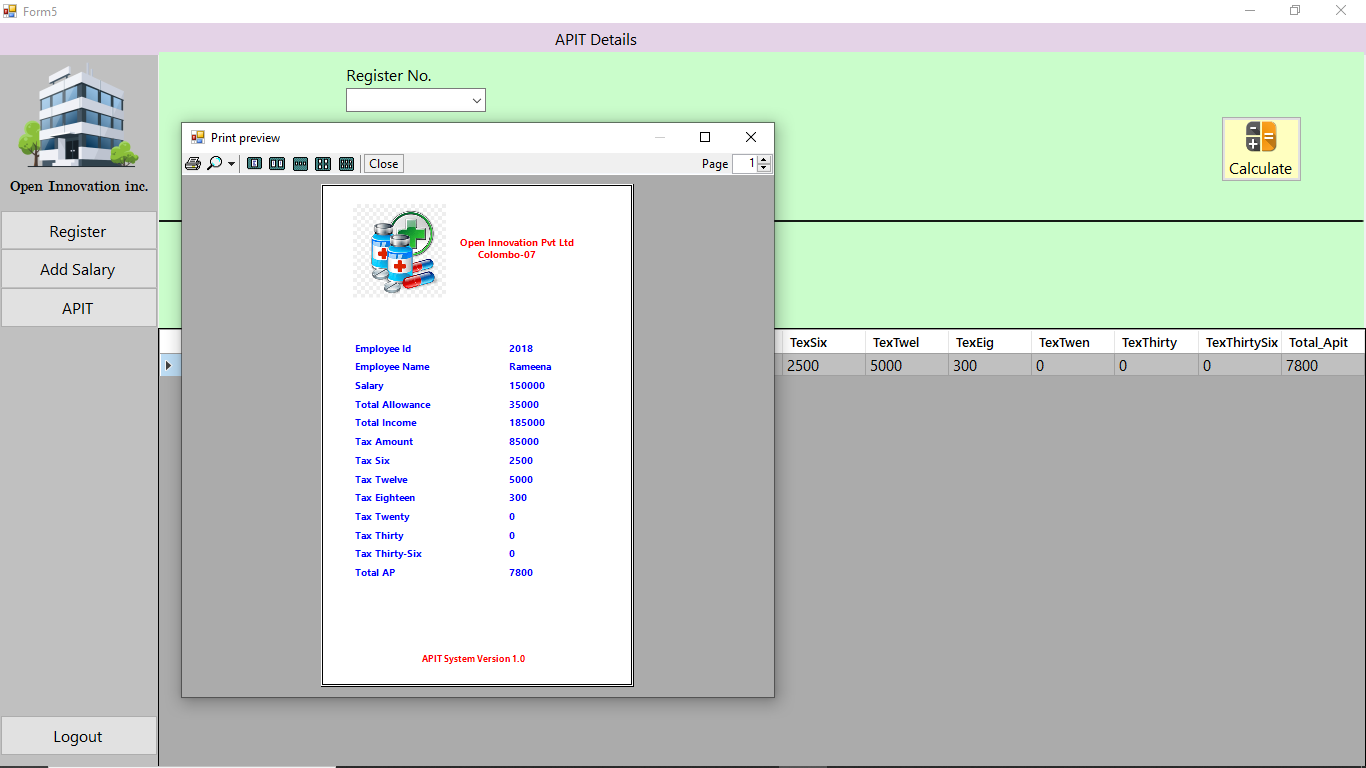 Form5
APIT Details
Open Innovation inc.
Register
Add Salary
APIT
Logout
Register No.
Calculate
Print preview
Close
Page 1
Open Innovation Pvt Ltd
Colombo-07
Employee Id 2018
Employee Name Rameena
Salary 150000
Total Allowance 35000
Total Income 185000
Tax Amount 85000
Tax Six 2500
Tax Twelve 5000
Tax Eighteen 300
Tax Twenty 0
Tax Thirty 0
Tax Thirty-Six 0
Total AP 7800
APIT System Version 1.0
TexSix TexTwel TexEig TexTwen TexThirty TexThirtySix Total_Apit
2500 5000 300 0 0 0 7800